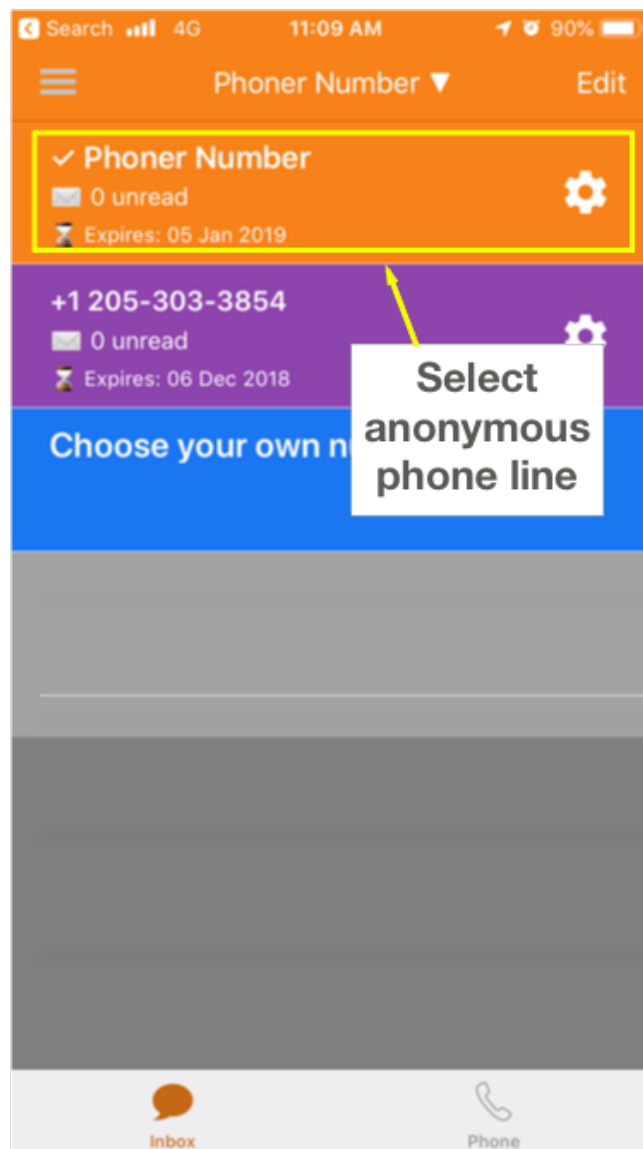 Search 4G 11:09 AM 90%
Phoner Number ▼ Edit
✓ Phoner Number
0 unread
Expires: 05 Jan 2019
+1 205-303-3854
0 unread
Expires: 06 Dec 2018
Choose your own
Select
anonymous
phone line
Inbox Phone